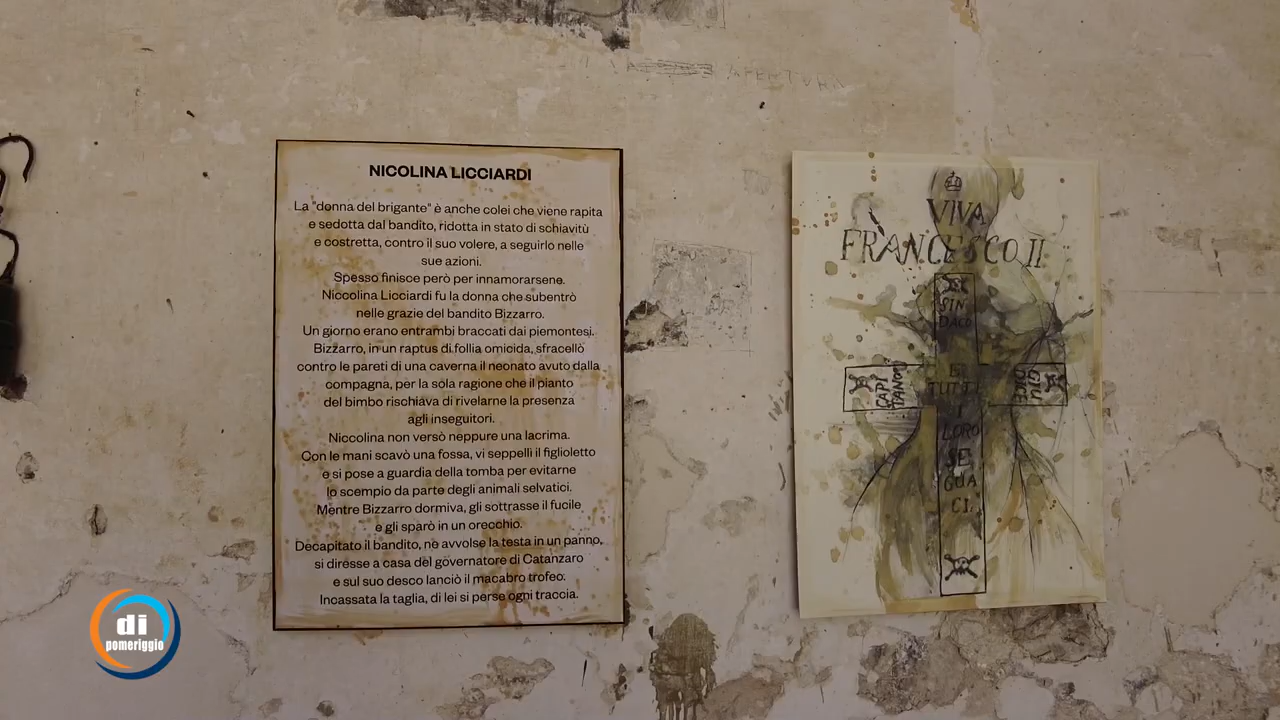 APERTURA
NICOLINA LICCIARDI
La "donna del brigante" è anche colei che viene rapita
e sedotta dal bandito, ridotta in stato di schiavitù
e costretta, contro il suo volere, a seguirlo nelle
sue azioni.
Spesso finisce però per innamorarsene.
Niccolina Licciardi fu la donna che subentrò
nelle grazie del bandito Bizzarro.
Un giorno erano entrambi braccati dai piemontesi.
Bizzarro, in un raptus di follia omicida, sfracellò
contro le pareti di una caverna il neonato avuto dalla
compagna, per la sola ragione che il pianto
del bimbo rischiava di rivelarne la presenza
agli inseguitori.
Niccolina non versò neppure una lacrima.
Con le mani scavò una fossa, vi seppellì il figlioletto
e si pose a guardia della tomba per evitarne
lo scempio da parte degli animali selvatici.
Mentre Bizzarro dormiva, gli sottrasse il fucile
e gli sparò in un orecchio.
Decapitato il bandito, ne avvolse la testa in un panno,
si diresse a casa del governatore di Catanzaro
e sul suo desco lanciò il macabro trofeo.
Incassata la taglia, di lei si perse ogni traccia.
VIVA
FRANCESCO II
SIN
DACO
CAPI
TANO
E
TUTTI
I
LORO
SE
GUA
CI.
GIU
DICE
di
pomeriggio